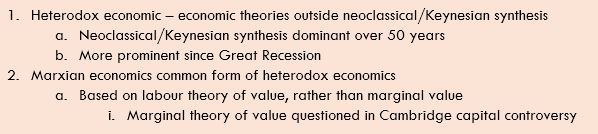 1. Heterodox economic – economic theories outside neoclassical/Keynesian synthesis
a. Neoclassical/Keynesian synthesis dominant over 50 years
b. More prominent since Great Recession
2. Marxian economics common form of heterodox economics
a. Based on labour theory of value, rather than marginal value
i. Marginal theory of value questioned in Cambridge capital controversy